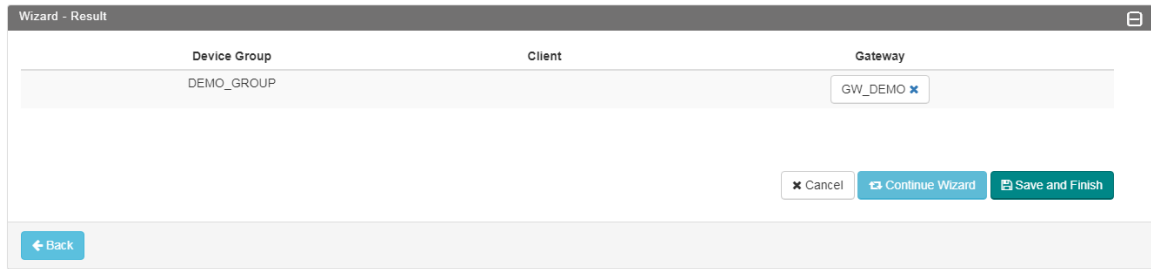 Wizard - Result
Device Group Client Gateway
DEMO_GROUP GW_DEMO
Cancel Continue Wizard Save and Finish
Back